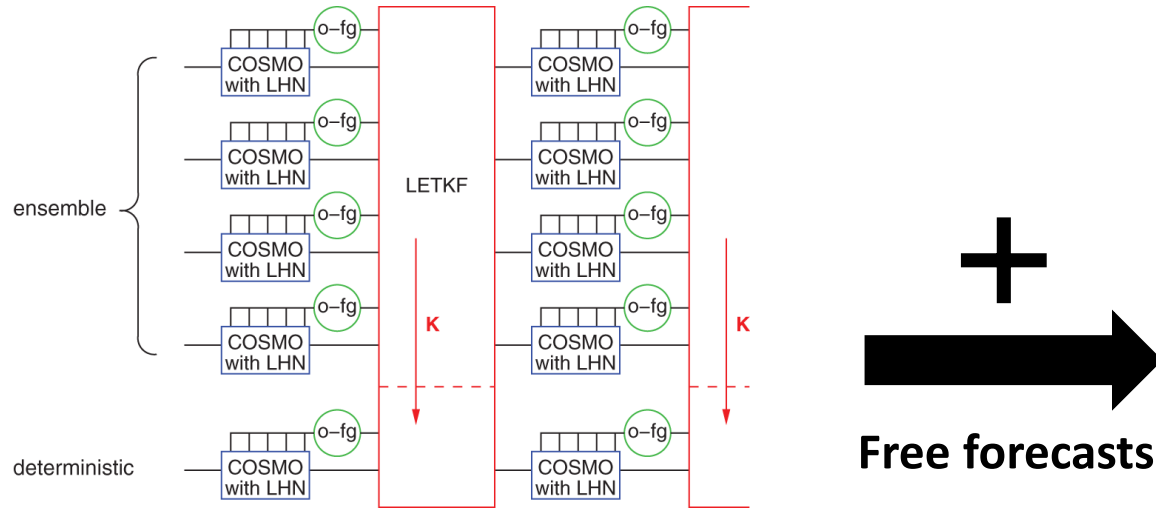 o–fg
o–fg
COSMO
with LHN
COSMO
with LHN
o–fg
o–fg
COSMO
with LHN
COSMO
with LHN
LETKF
ensemble
o–fg
o–fg
COSMO
with LHN
COSMO
with LHN
+
o–fg
o–fg
K
K
COSMO
with LHN
COSMO
with LHN
o–fg
o–fg
Free forecasts
deterministic
COSMO
with LHN
COSMO
with LHN